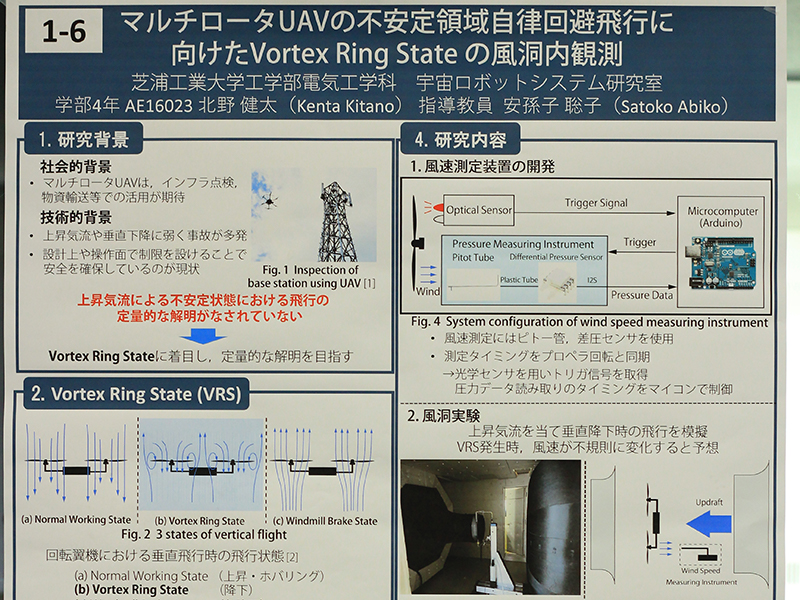 1-6
マルチロータUAVの不安定領域自律回避飛行に
向けたVortex Ring State の風洞内観測
芝浦工業大学工学部電気工学科　宇宙ロボットシステム研究室
学部4年 AE16023 北野 健太（Kenta Kitano） 指導教員 安孫子 聡子（Satoko Abiko）
1. 研究背景
社会的背景
・ マルチロータUAVは，インフラ点検，
物資輸送等での活用が期待
技術的背景
・ 上昇気流や垂直下降に弱く事故が多発
・ 設計上や操作面で制限を設けることで
安全を確保しているのが現状
Fig. 1 Inspection of
base station using UAV [1]
上昇気流による不安定状態における飛行の
定量的な解明がなされていない
Vortex Ring Stateに着目し，定量的な解明を目指す
2. Vortex Ring State (VRS)
(a) Normal Working State
(b) Vortex Ring State
(c) Windmill Brake State
Fig. 2 3 states of vertical flight
回転翼機における垂直飛行時の飛行状態[2]
(a) Normal Working State （上昇・ホバリング）
(b) Vortex Ring State （降下）
4. 研究内容
1. 風速測定装置の開発
Optical Sensor
Trigger Signal
Microcomputer
(Arduino)
Pressure Measuring Instrument
Pitot Tube
Differential Pressure Sensor
Trigger
Plastic Tube
I2S
Wind
Pressure Data
Fig. 4 System configuration of wind speed measuring instrument
・ 風速測定にはピトー管，差圧センサを使用
・ 測定タイミングをプロペラ回転と同期
→光学センサを用いトリガ信号を取得
圧力データ読み取りのタイミングをマイコンで制御
2. 風洞実験
上昇気流を当て垂直降下時の飛行を模擬
VRS発生時，風速が不規則に変化すると予想
Updraft
Wind Speed
Measuring Instrument